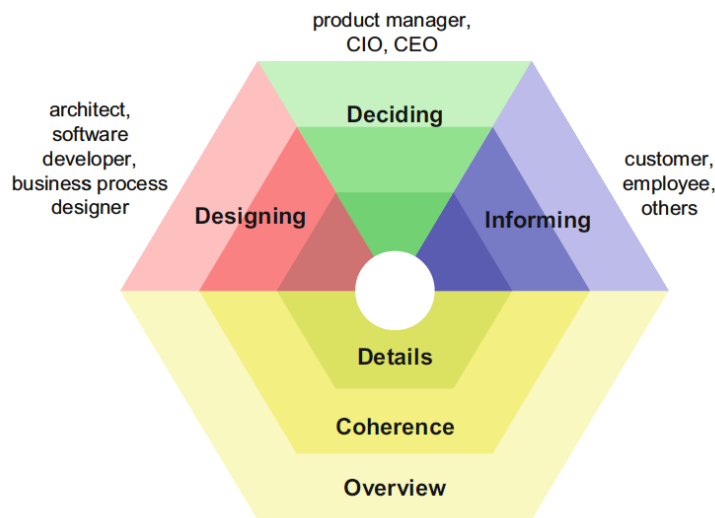 product manager,
CIO, CEO
Deciding
architect,
software
developer,
business process
designer
customer,
employee,
others
Designing
Informing
Details
Coherence
Overview